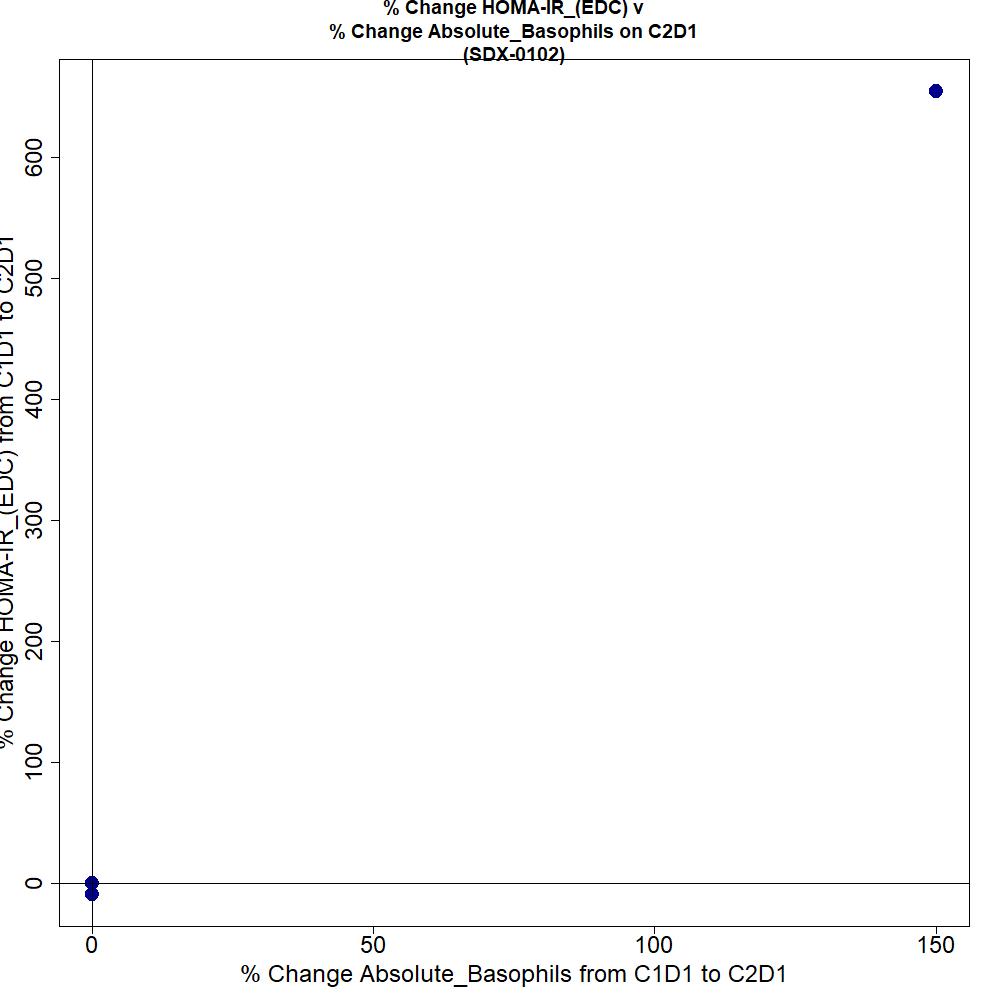 % Change HOMA-IR_(EDC) v
% Change Absolute_Basophils on C2D1
(SDX-0102)
% Change HOMA-IR_(EDC) from C1D1 to C2D1
600
500
400
300
200
100
0
0
50
100
150
% Change Absolute_Basophils from C1D1 to C2D1